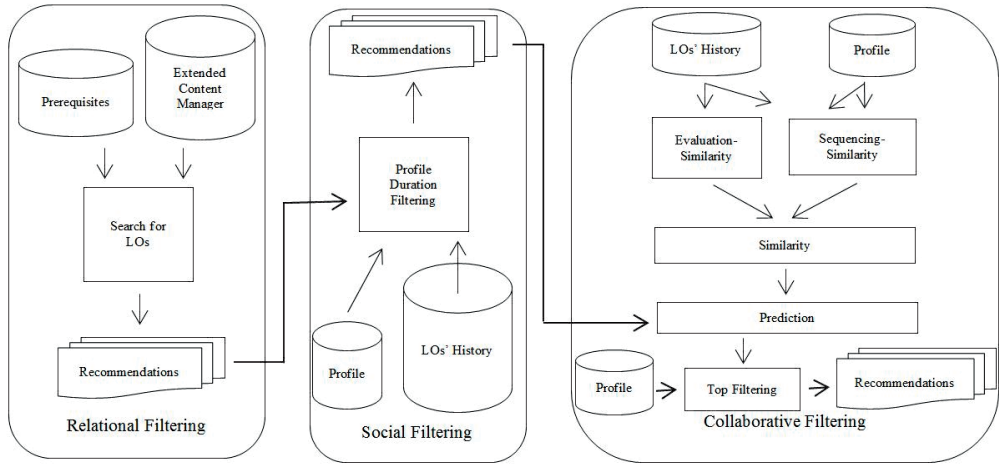 Prerequisites
Extended
Content
Manager
Search for
LOs
Recommendations
Relational Filtering
Recommendations
Profile
Duration
Filtering
Profile
LOs' History
Social Filtering
LOs' History
Profile
Evaluation-
Similarity
Sequencing-
Similarity
Similarity
Prediction
Profile
Top Filtering
Recommendations
Collaborative Filtering